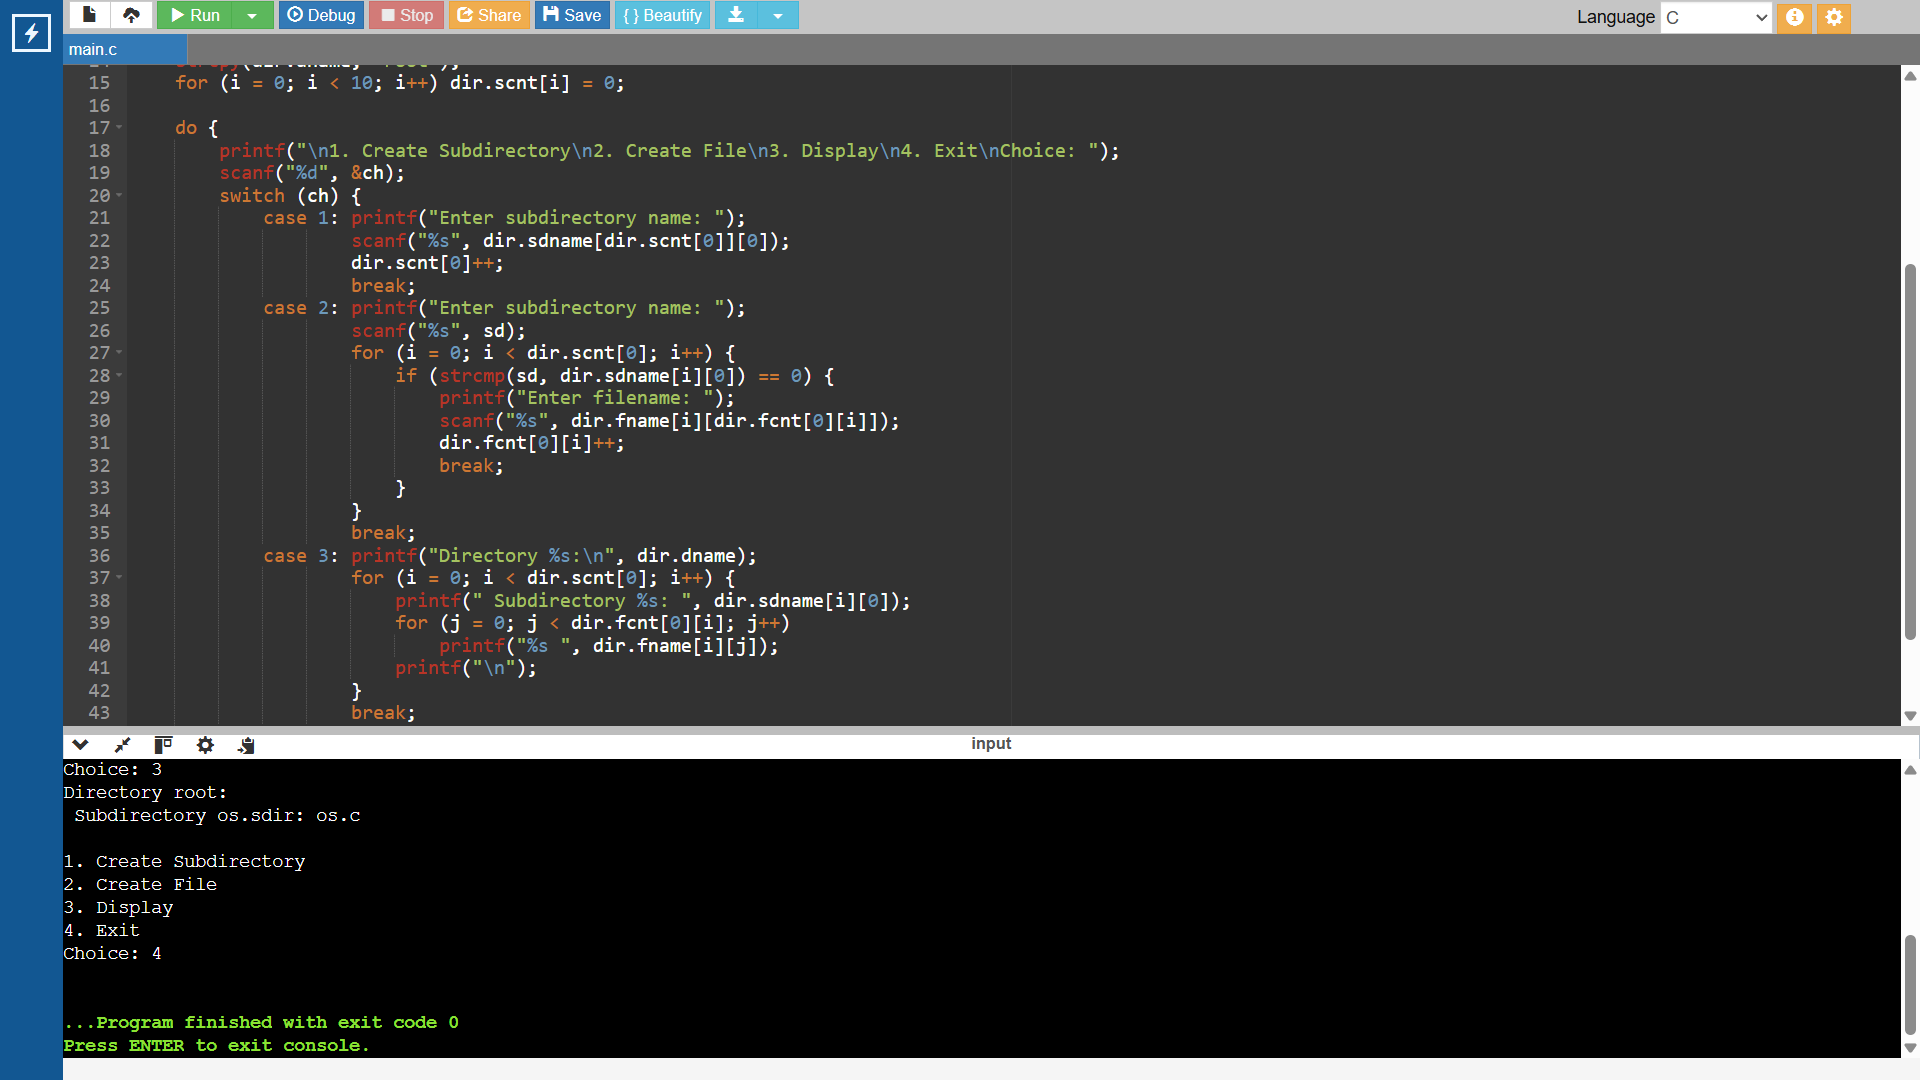 Run
Debug
Stop
Share
Save
{ } Beautify
Language C
main.c
15 for (i = 0; i < 10; i++) dir.scnt[i] = 0;
16
17 do {
18 printf("\n1. Create Subdirectory\n2. Create File\n3. Display\n4. Exit\nChoice: ");
19 scanf("%d", &ch);
20 switch (ch) {
21 case 1: printf("Enter subdirectory name: ");
22 scanf("%s", dir.sdname[dir.scnt[0]][0]);
23 dir.scnt[0]++;
24 break;
25 case 2: printf("Enter subdirectory name: ");
26 scanf("%s", sd);
27 for (i = 0; i < dir.scnt[0]; i++) {
28 if (strcmp(sd, dir.sdname[i][0]) == 0) {
29 printf("Enter filename: ");
30 scanf("%s", dir.fname[i][dir.fcnt[0][i]]);
31 dir.fcnt[0][i]++;
32 break;
33 }
34 }
35 break;
36 case 3: printf("Directory %s:\n", dir.dname);
37 for (i = 0; i < dir.scnt[0]; i++) {
38 printf(" Subdirectory %s: ", dir.sdname[i][0]);
39 for (j = 0; j < dir.fcnt[0][i]; j++)
40 printf("%s ", dir.fname[i][j]);
41 printf("\n");
42 }
43 break;
input
Choice: 3
Directory root:
Subdirectory os.sdir: os.c
1. Create Subdirectory
2. Create File
3. Display
4. Exit
Choice: 4
...Program finished with exit code 0
Press ENTER to exit console.